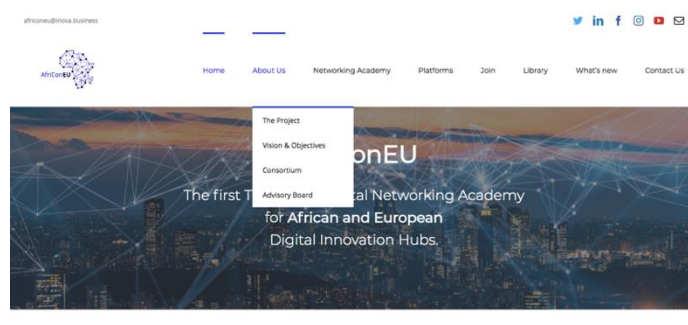 africoneu@inova.business
AfriConEU
Home About Us Networking Academy Platforms Join Library What's new Contact Us
The Project
Vision & Objectives
Consortium
Advisory Board
onEU
The first T tal Networking Academy
for African and European
Digital Innovation Hubs.